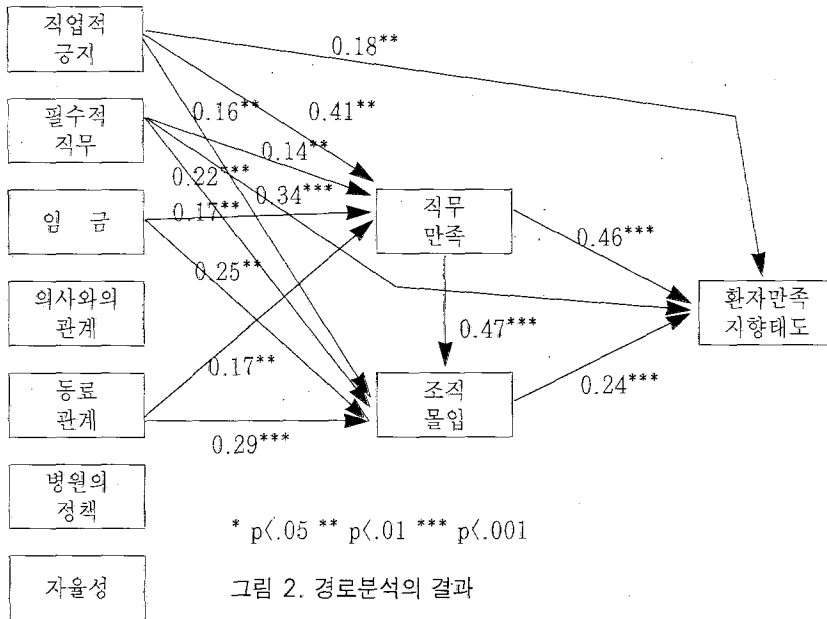 직업적
긍지
0.18**
필수적
직무
0.16**
0.41**
0.14**
0.22***
0.34***
임 금
0.17**
직무
만족
0.46***
0.25**
의사와의
관계
환자만족
지향태도
0.47***
0.17**
동료
관계
조직
몰입
0.24***
0.29***
병원의
정책
* p<.05 ** p<.01 *** p<.001
자율성
그림 2. 경로분석의 결과